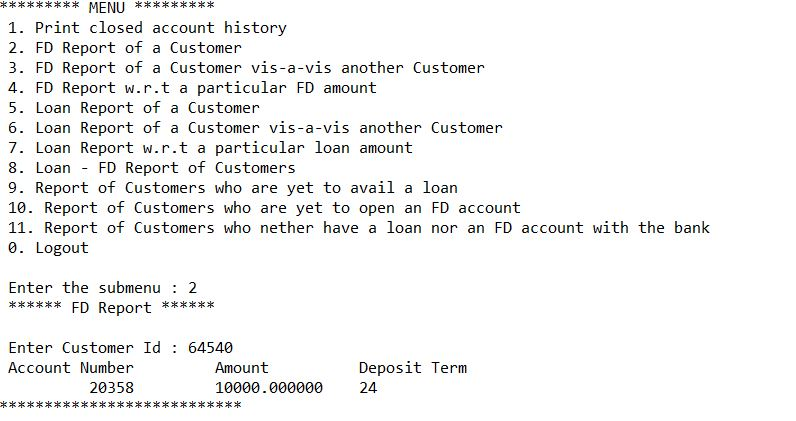 ********* MENU *********
1. Print closed account history
2. FD Report of a Customer
3. FD Report of a Customer vis-a-vis another Customer
4. FD Report w.r.t a particular FD amount
5. Loan Report of a Customer
6. Loan Report of a Customer vis-a-vis another Customer
7. Loan Report w.r.t a particular loan amount
8. Loan - FD Report of Customers
9. Report of Customers who are yet to avail a loan
10. Report of Customers who are yet to open an FD account
11. Report of Customers who nether have a loan nor an FD account with the bank
0. Logout
Enter the submenu : 2
****** FD Report ******
Enter Customer Id : 64540
Account Number Amount Deposit Term
20358 10000.000000 24
***************************